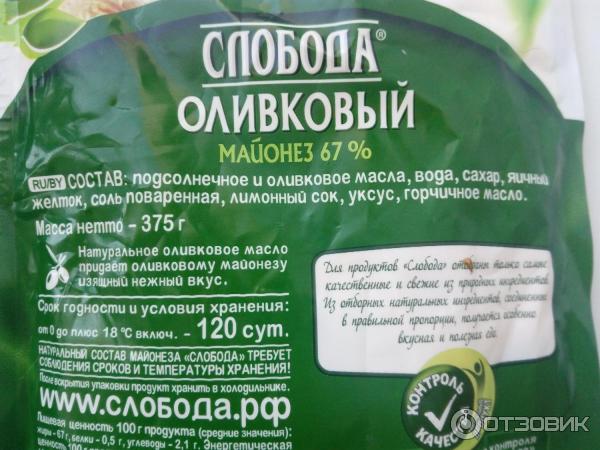 СЛОБОДА®
ОЛИВКОВЫЙ
МАЙОНЕЗ 67 %
RU/BY СОСТАВ: подсолнечное и оливковое масла, вода, сахар, яичный
желток, соль поваренная, лимонный сок, уксус, горчичное масло.
Масса нетто - 375 г
Натуральное оливковое масло
придаёт оливковому майонезу
изящный нежный вкус.
Срок годности и условия хранения:
от 0 до плюс 18 °С включ. - 120 сут.
НАТУРАЛЬНЫЙ СОСТАВ МАЙОНЕЗА «СЛОБОДА» ТРЕБУЕТ
СОБЛЮДЕНИЯ СРОКОВ И ТЕМПЕРАТУРЫ ХРАНЕНИЯ!
После вскрытия упаковки продукт хранить в холодильнике.
www.слобода.рф
Пищевая ценность 100 г продукта (средние значения):
жиры - 67 г, белки - 0,5 г, углеводы - 2,1 г. Энергетическая
ценность 100 г
Для продуктов «Слобода» отобраны только самые
качественные и свежие из природных ингредиентов.
Из отборных натуральных ингредиентов, соединенных
в правильной пропорции, получается особенно
вкусная и полезная еда.
КОНТРОЛЬ
КАЧЕСТВА
контроля
ОТЗОВИК